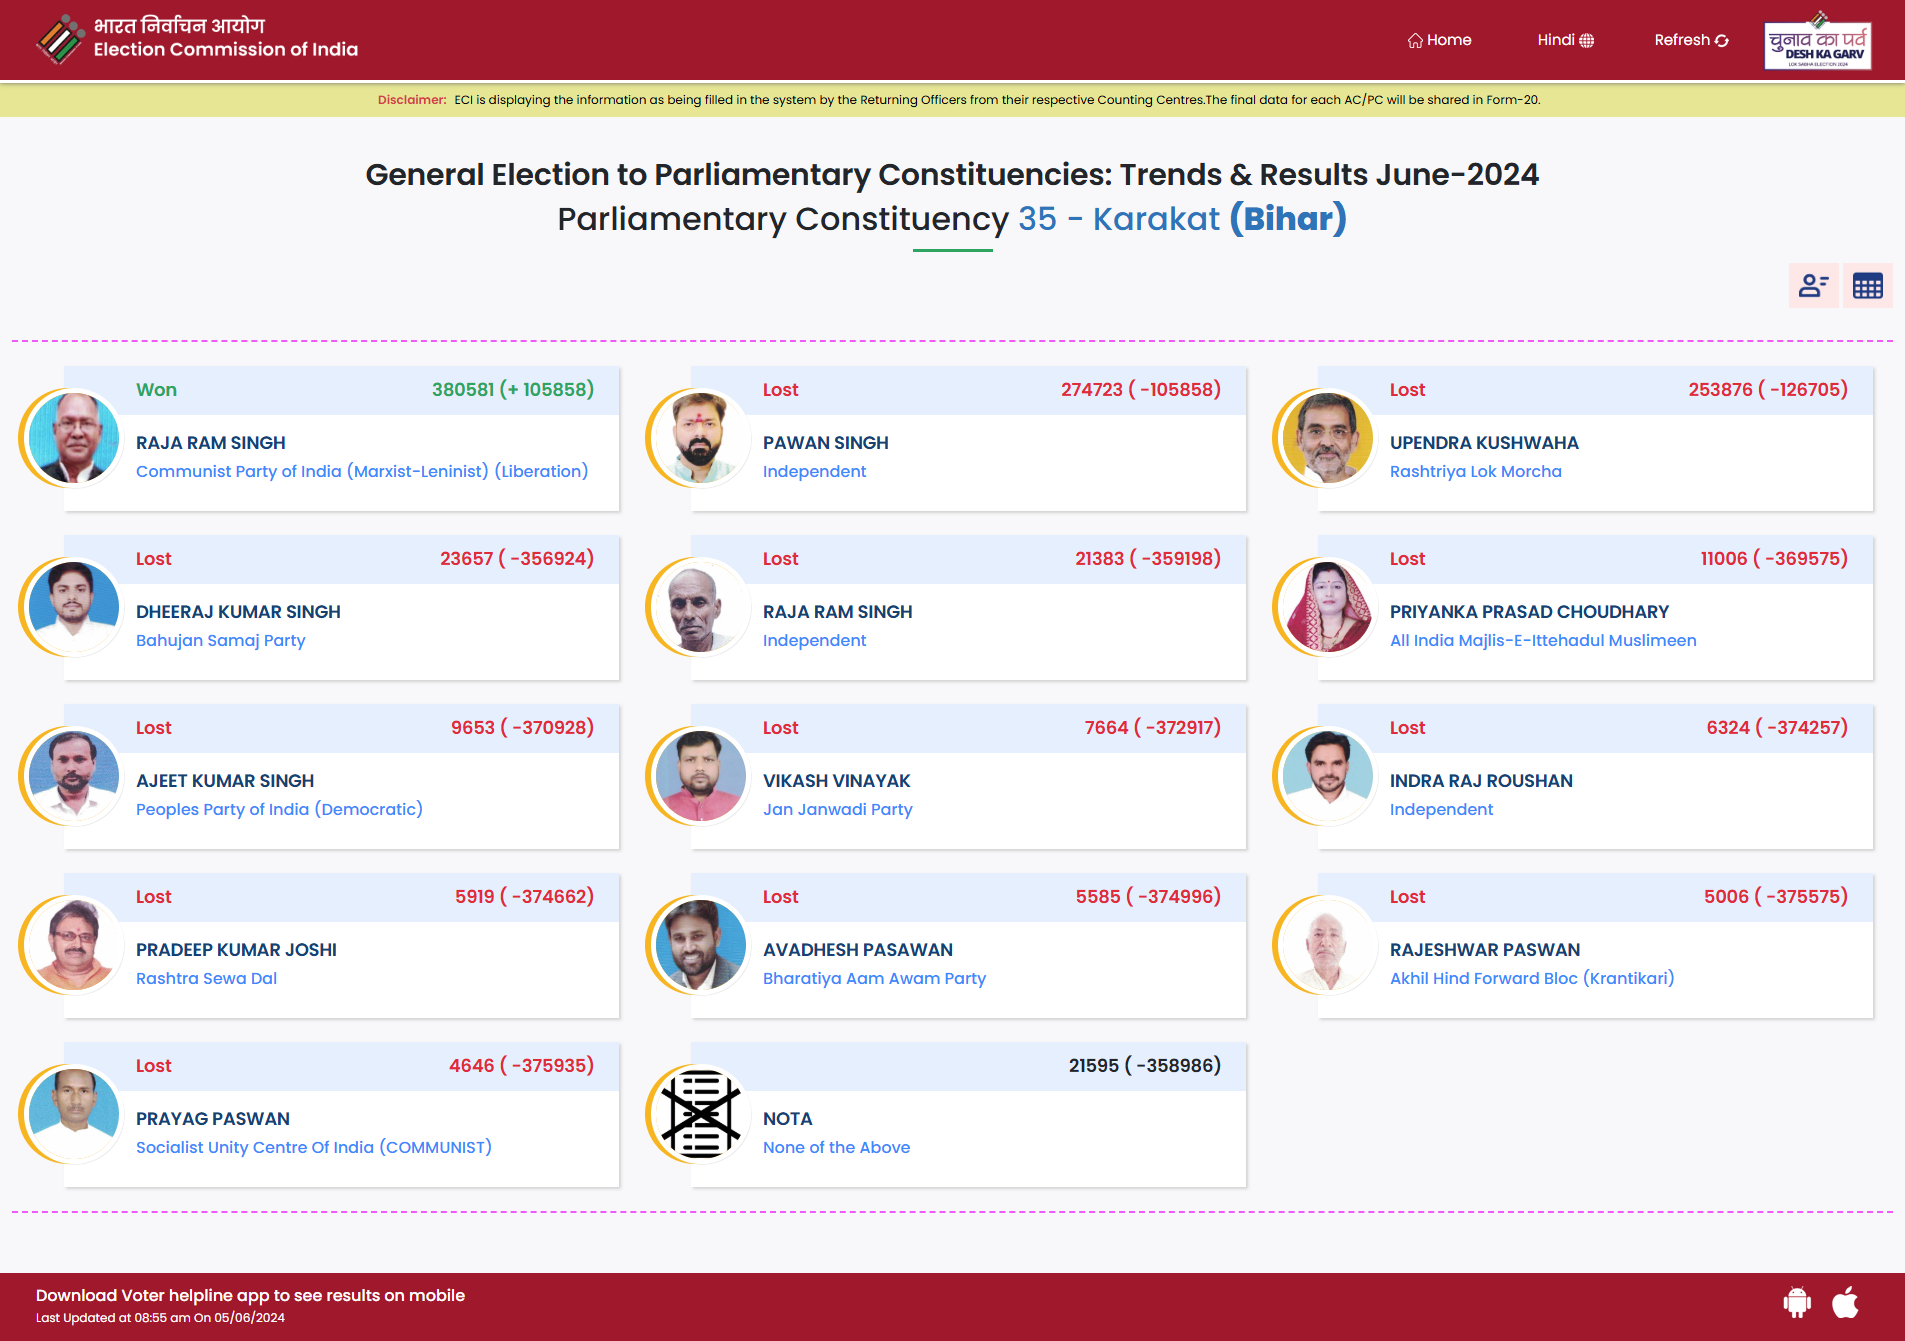 भारत निर्वाचन आयोग
Election Commission of India
Home
Hindi
Refresh
चुनाव का पर्व
DESH KA GARV
LOK SABHA ELECTION 2024
Disclaimer: ECI is displaying the information as being filled in the system by the Returning Officers from their respective Counting Centres.The final data for each AC/PC will be shared in Form-20.
General Election to Parliamentary Constituencies: Trends & Results June-2024
Parliamentary Constituency 35 - Karakat (Bihar)
Won 380581 (+ 105858)
RAJA RAM SINGH
Communist Party of India (Marxist-Leninist) (Liberation)
Lost 274723 ( -105858)
PAWAN SINGH
Independent
Lost 253876 ( -126705)
UPENDRA KUSHWAHA
Rashtriya Lok Morcha
Lost 23657 ( -356924)
DHEERAJ KUMAR SINGH
Bahujan Samaj Party
Lost 21383 ( -359198)
RAJA RAM SINGH
Independent
Lost 11006 ( -369575)
PRIYANKA PRASAD CHOUDHARY
All India Majlis-E-Ittehadul Muslimeen
Lost 9653 ( -370928)
AJEET KUMAR SINGH
Peoples Party of India (Democratic)
Lost 7664 ( -372917)
VIKASH VINAYAK
Jan Janwadi Party
Lost 6324 ( -374257)
INDRA RAJ ROUSHAN
Independent
Lost 5919 ( -374662)
PRADEEP KUMAR JOSHI
Rashtra Sewa Dal
Lost 5585 ( -374996)
AVADHESH PASAWAN
Bharatiya Aam Awam Party
Lost 5006 ( -375575)
RAJESHWAR PASWAN
Akhil Hind Forward Bloc (Krantikari)
Lost 4646 ( -375935)
PRAYAG PASWAN
Socialist Unity Centre Of India (COMMUNIST)
21595 ( -358986)
NOTA
None of the Above
Download Voter helpline app to see results on mobile
Last Updated at 08:55 am On 05/06/2024